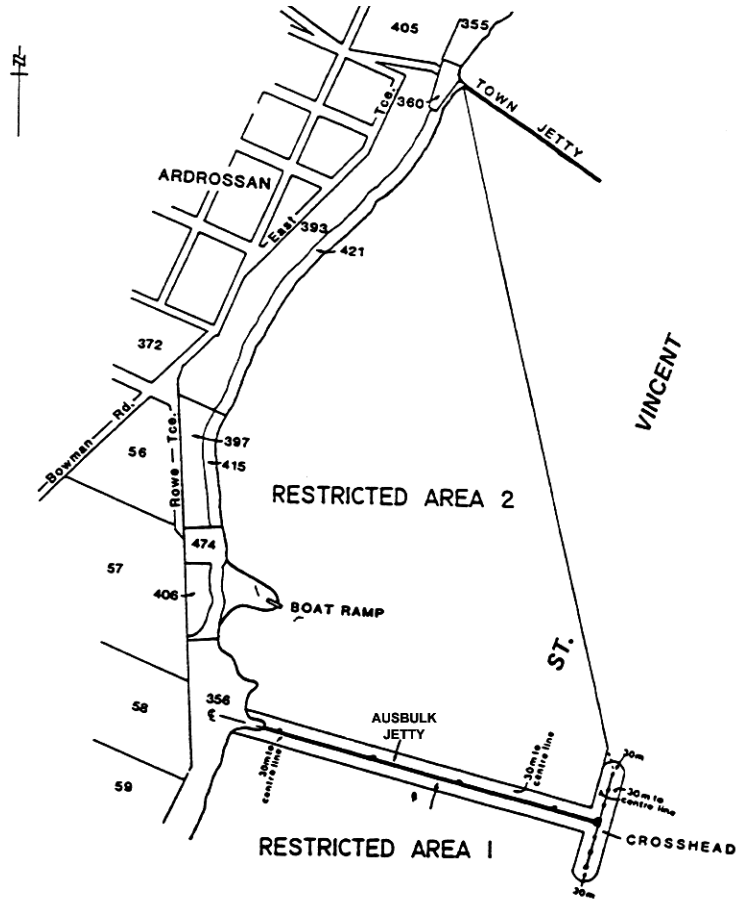 405
355
360
Tce.
TOWN JETTY
ARDROSSAN
East
393
421
372
VINCENT
Bowman Rd.
56
Rowe Tce.
397
415
RESTRICTED AREA 2
474
57
406
BOAT RAMP
ST.
58
356
AUSBULK
JETTY
59
30m to
centre line
30m to
centre line
30m
30m to
centre line
CROSSHEAD
RESTRICTED AREA 1
30m